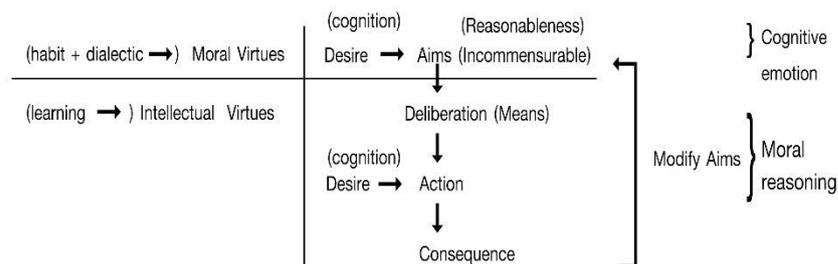 (cognition) (Reasonableness)
(habit + dialectic →) Moral Virtues Desire → Aims (Incommensurable) } Cognitive
emotion
(learning → ) Intellectual Virtues Deliberation (Means)
(cognition)
Modify Aims } Moral
reasoning
Desire → Action
Consequence